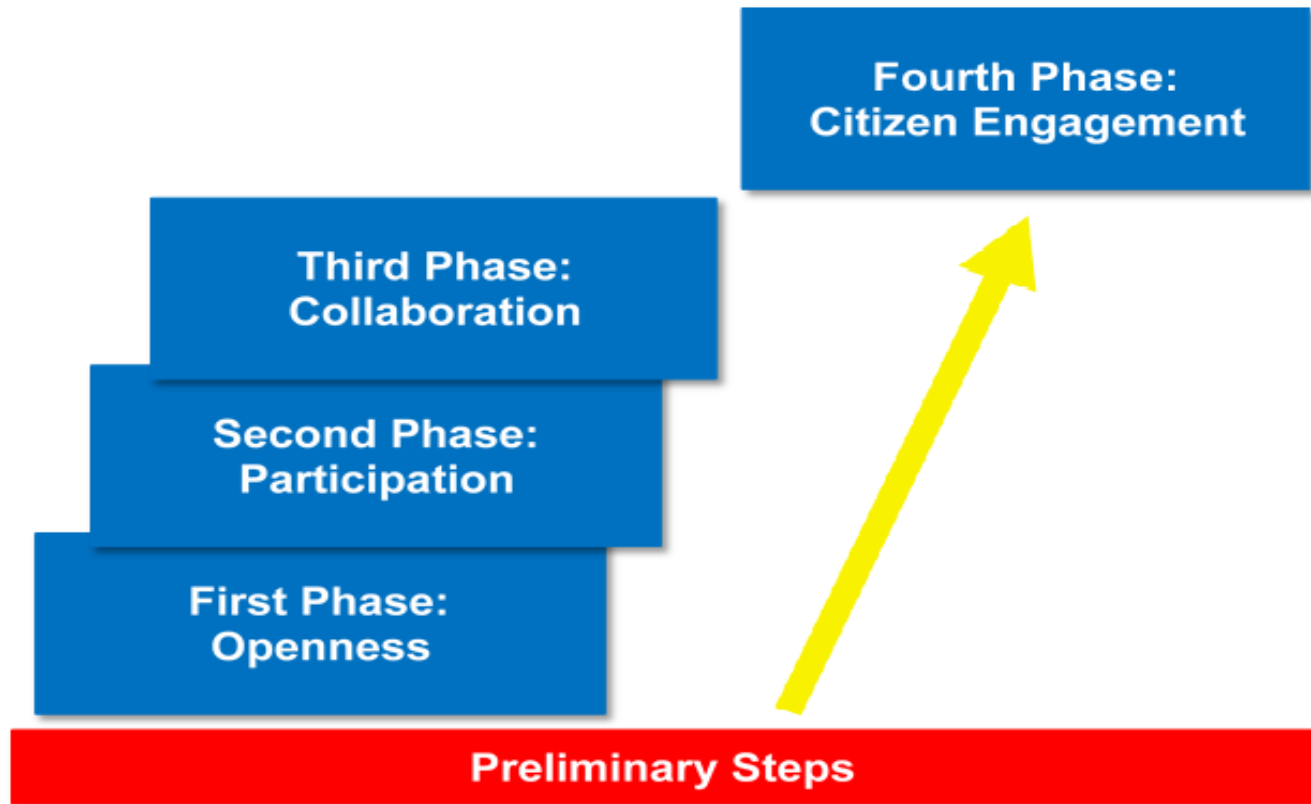 Fourth Phase:
Citizen Engagement
Third Phase:
Collaboration
Second Phase:
Participation
First Phase:
Openness
Preliminary Steps